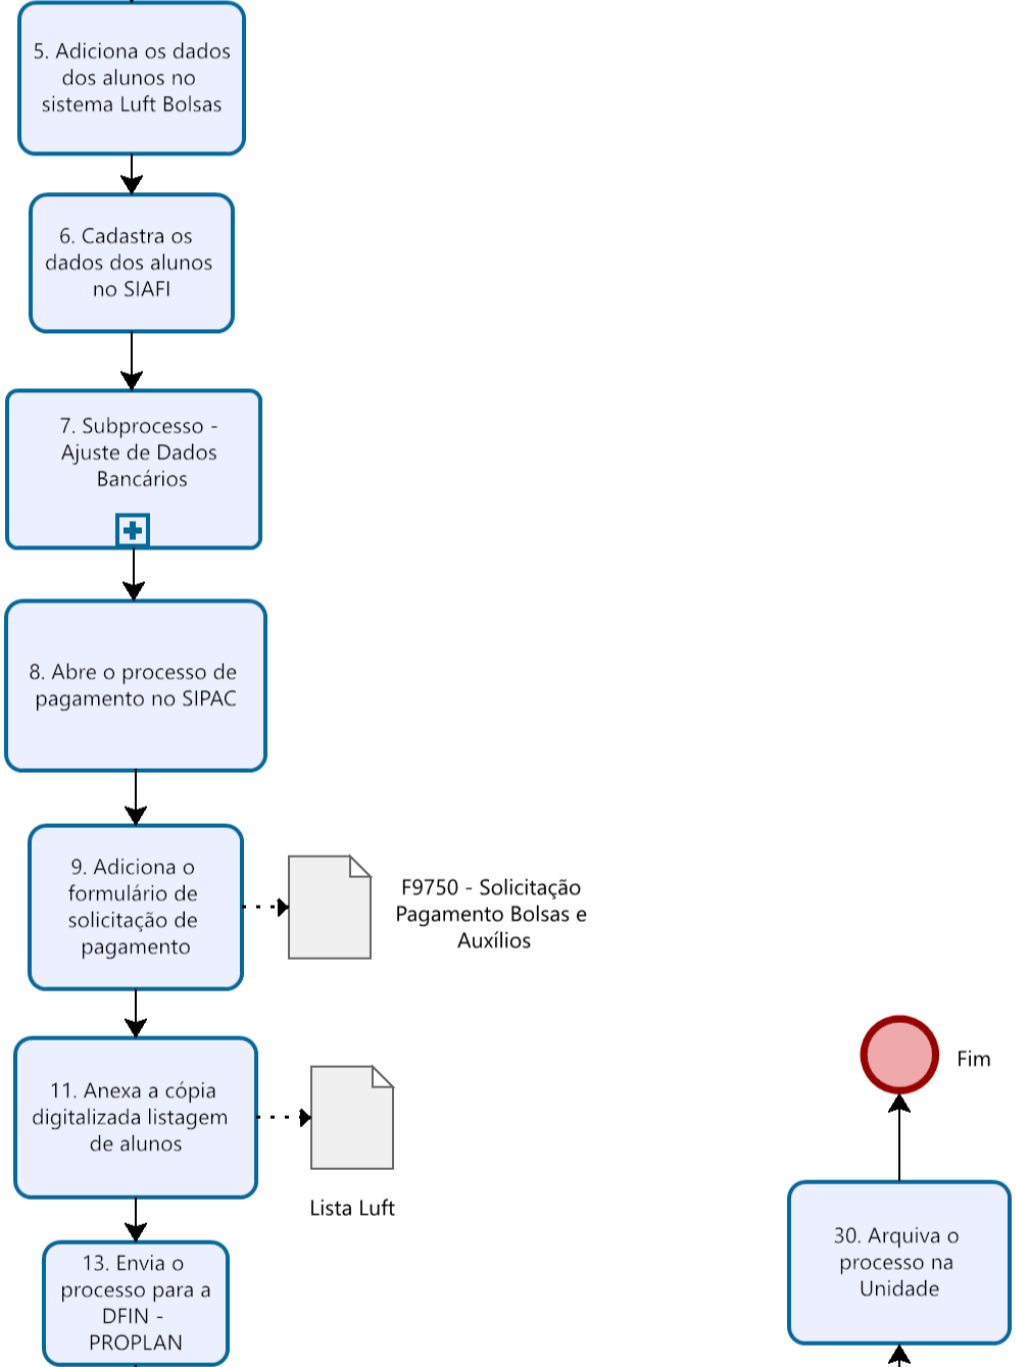 5. Adiciona os dados
dos alunos no
sistema Luft Bolsas
6. Cadastra os
dados dos alunos
no SIAFI
7. Subprocesso -
Ajuste de Dados
Bancários
8. Abre o processo de
pagamento no SIPAC
9. Adiciona o
formulário de
solicitação de
pagamento
F9750 - Solicitação
Pagamento Bolsas e
Auxílios
11. Anexa a cópia
digitalizada listagem
de alunos
Lista Luft
13. Envia o
processo para a
DFIN -
PROPLAN
Fim
30. Arquiva o
processo na
Unidade